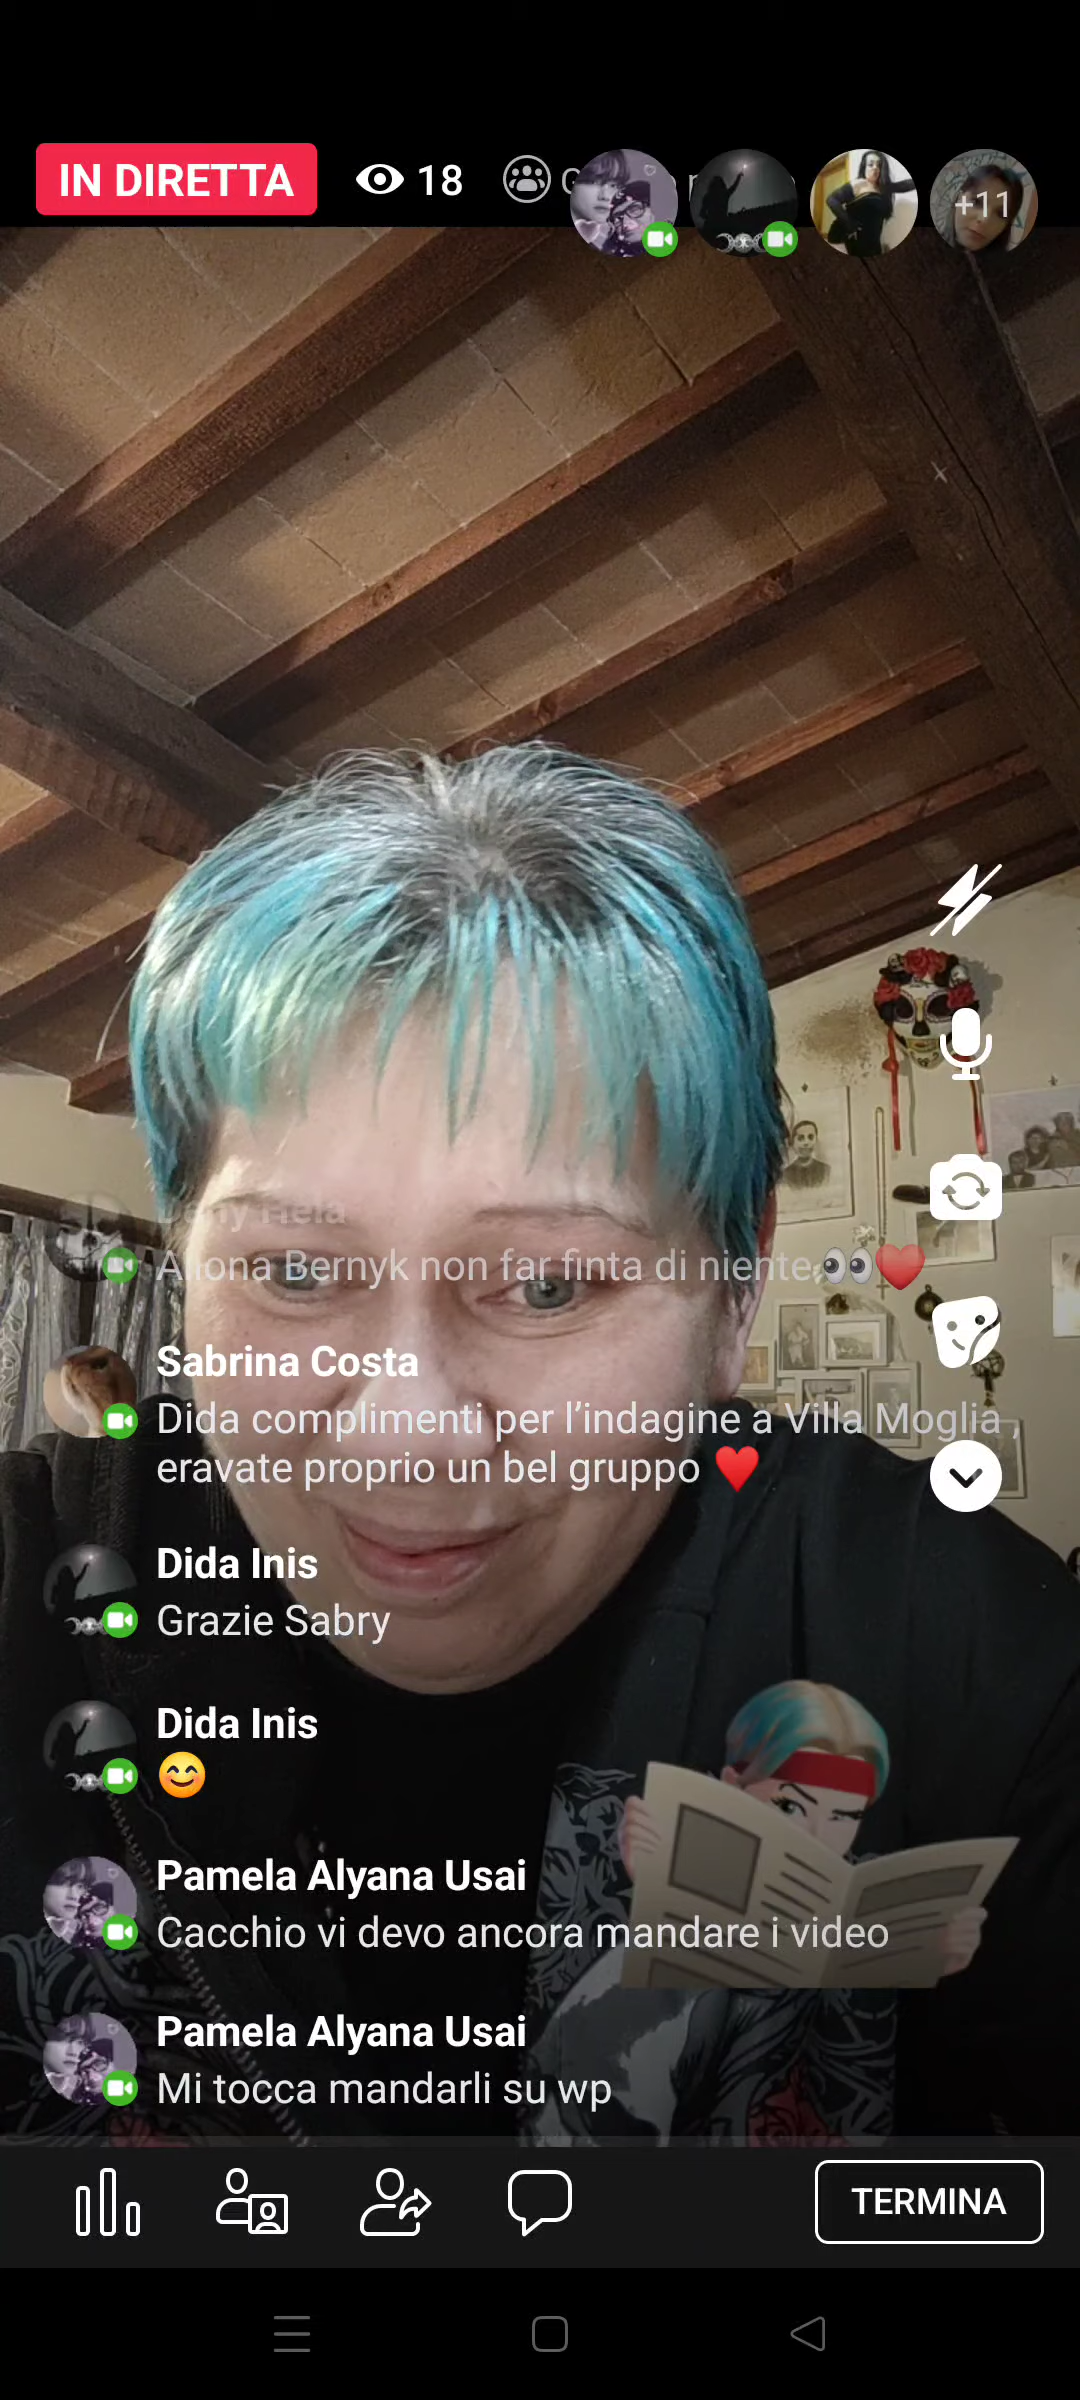 IN DIRETTA
18
+11
Dany Hela
Aliona Bernyk non far finta di niente 👀♥️
Sabrina Costa
Dida complimenti per l’indagine a Villa Moglia ,
eravate proprio un bel gruppo ♥️
Dida Inis
Grazie Sabry
Dida Inis
😊
Pamela Alyana Usai
Cacchio vi devo ancora mandare i video
Pamela Alyana Usai
Mi tocca mandarli su wp
TERMINA